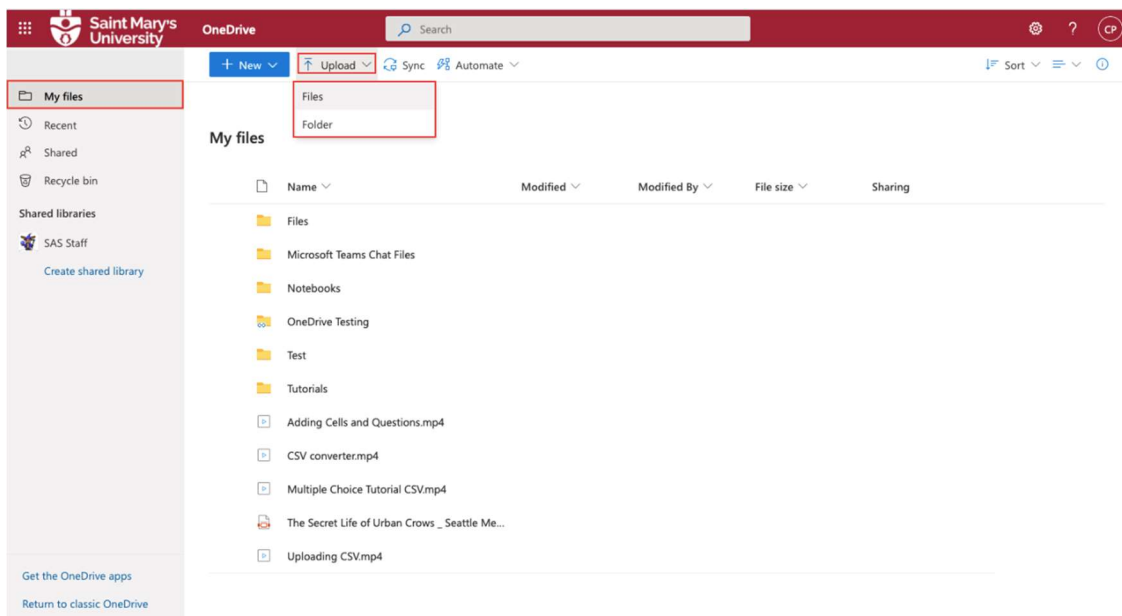 Saint Mary's
University
OneDrive
Search
?
CP
+ New
Upload
Sync
Automate
Sort
Files
Folder
My files
Recent
Shared
Recycle bin
Shared libraries
SAS Staff
Create shared library
Get the OneDrive apps
Return to classic OneDrive
My files
Name Modified Modified By File size Sharing
Files
Microsoft Teams Chat Files
Notebooks
OneDrive Testing
Test
Tutorials
Adding Cells and Questions.mp4
CSV converter.mp4
Multiple Choice Tutorial CSV.mp4
The Secret Life of Urban Crows _ Seattle Me...
Uploading CSV.mp4